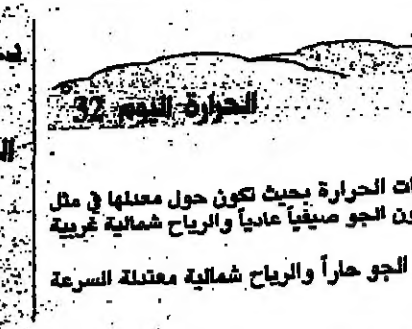 الحرارة اليوم 32
ات الحرارة بحيث تكون حول معدلها في مثل
ون الجو صيفياً عادياً والرياح شمالية غربية
الجو حاراً والرياح شمالية معتدلة السرعة